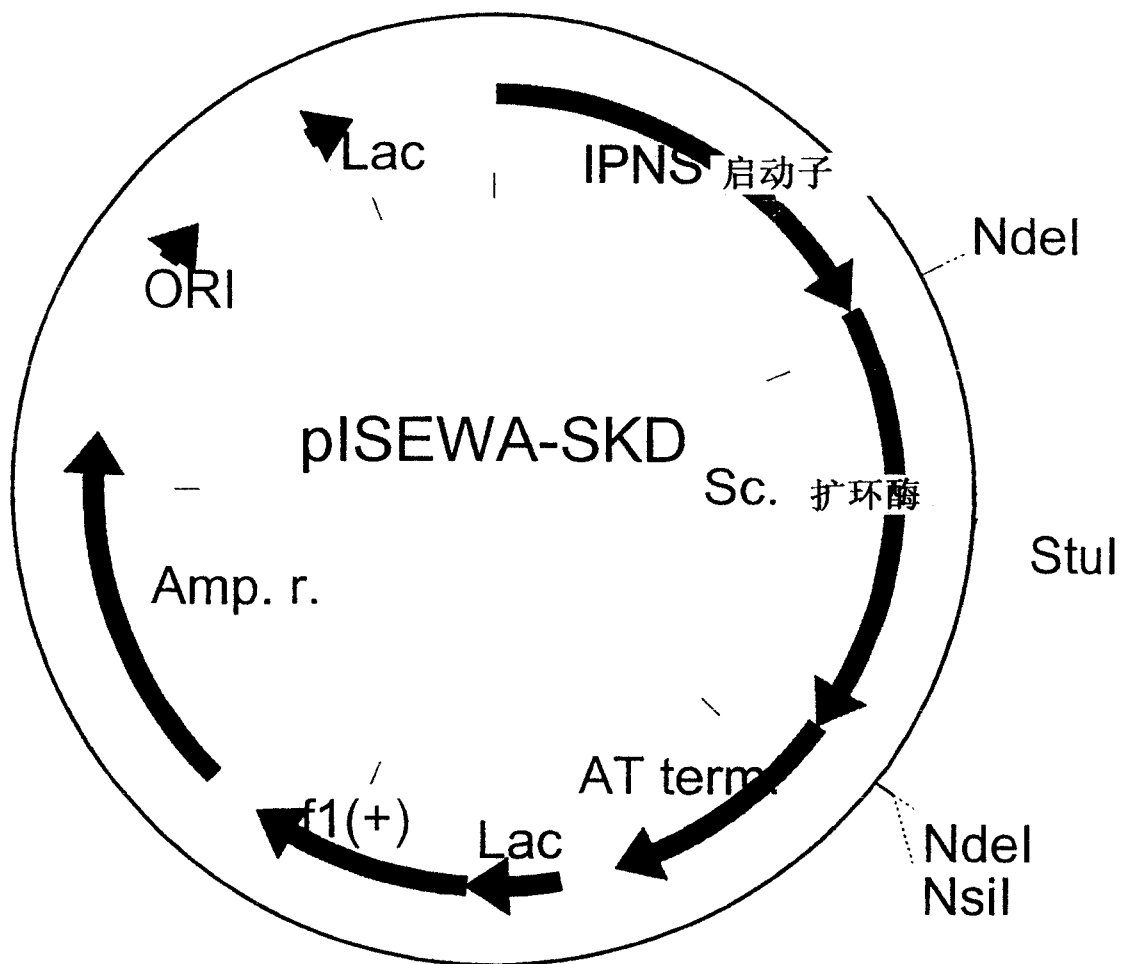 Lac
IPNS 启动子
NdeI
ORI
pISEWA-SKD
Sc. 扩环酶
StuI
Amp. r.
AT term.
f1(+)
Lac
NdeI
NsiI